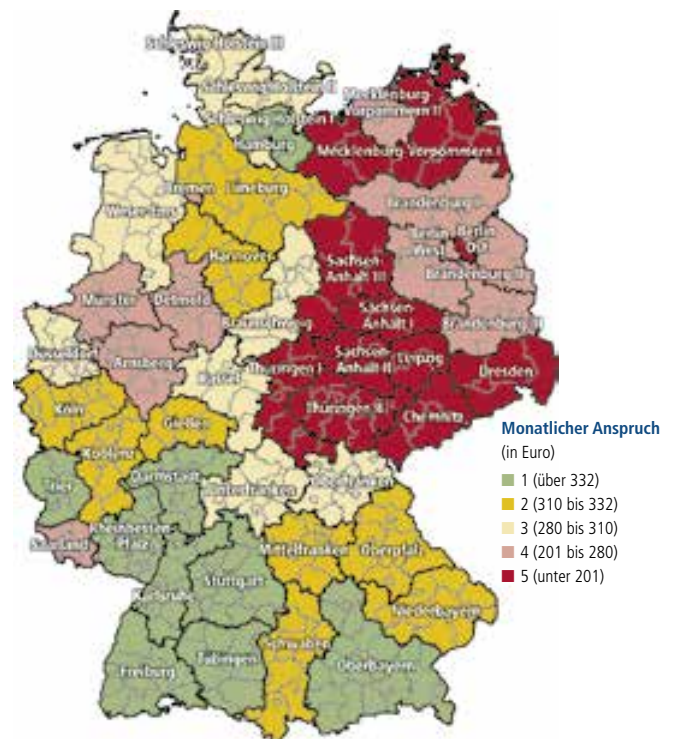 Schleswig-Holstein III
Schleswig-Holstein II
Mecklenburg-
Vorpommern II
Schleswig-Holstein I
Hamburg
Mecklenburg-Vorpommern I
Bremen
Lüneburg
Brandenburg I
Weser-Ems
Berlin
West
Berlin
Ost
Hannover
Sachsen-
Anhalt III
Brandenburg II
Münster
Detmold
Braunschweig
Sachsen-
Anhalt I
Düsseldorf
Arnsberg
Kassel
Thüringen I
Sachsen-
Anhalt II
Leipzig
Dresden
Köln
Gießen
Thüringen II
Chemnitz
Koblenz
Trier
Darmstadt
Unterfranken
Oberfranken
Saarland
Rheinhessen-
Pfalz
Mittelfranken
Oberpfalz
Karlsruhe
Stuttgart
Niederbayern
Freiburg
Tübingen
Schwaben
Oberbayern
Monatlicher Anspruch
(in Euro)
1 (über 332)
2 (310 bis 332)
3 (280 bis 310)
4 (201 bis 280)
5 (unter 201)